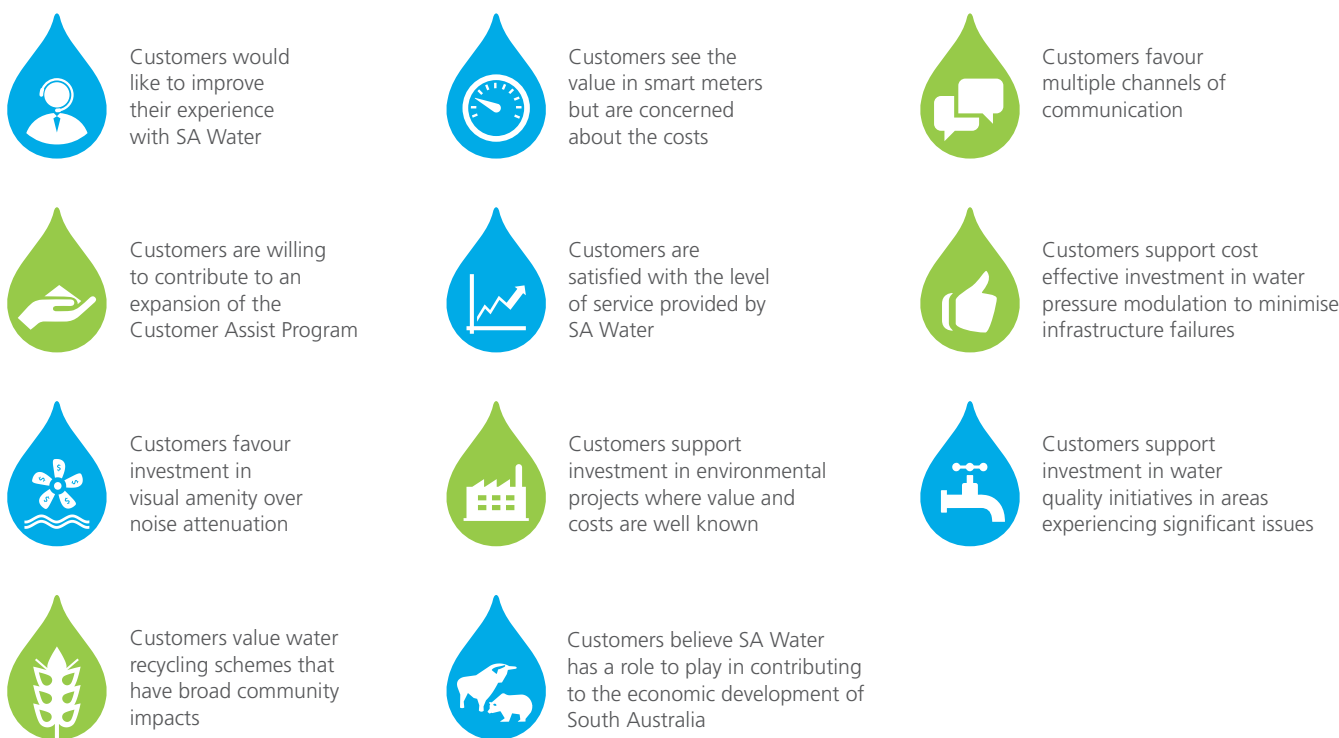 Customers would
like to improve
their experience
with SA Water
Customers see the
value in smart meters
but are concerned
about the costs
Customers favour
multiple channels of
communication
Customers are willing
to contribute to an
expansion of the
Customer Assist Program
Customers are
satisfied with the level
of service provided by
SA Water
Customers support cost
effective investment in water
pressure modulation to minimise
infrastructure failures
Customers favour
investment in
visual amenity over
noise attenuation
Customers support
investment in environmental
projects where value and
costs are well known
Customers support
investment in water
quality initiatives in areas
experiencing significant issues
Customers value water
recycling schemes that
have broad community
impacts
Customers believe SA Water
has a role to play in contributing
to the economic development of
South Australia